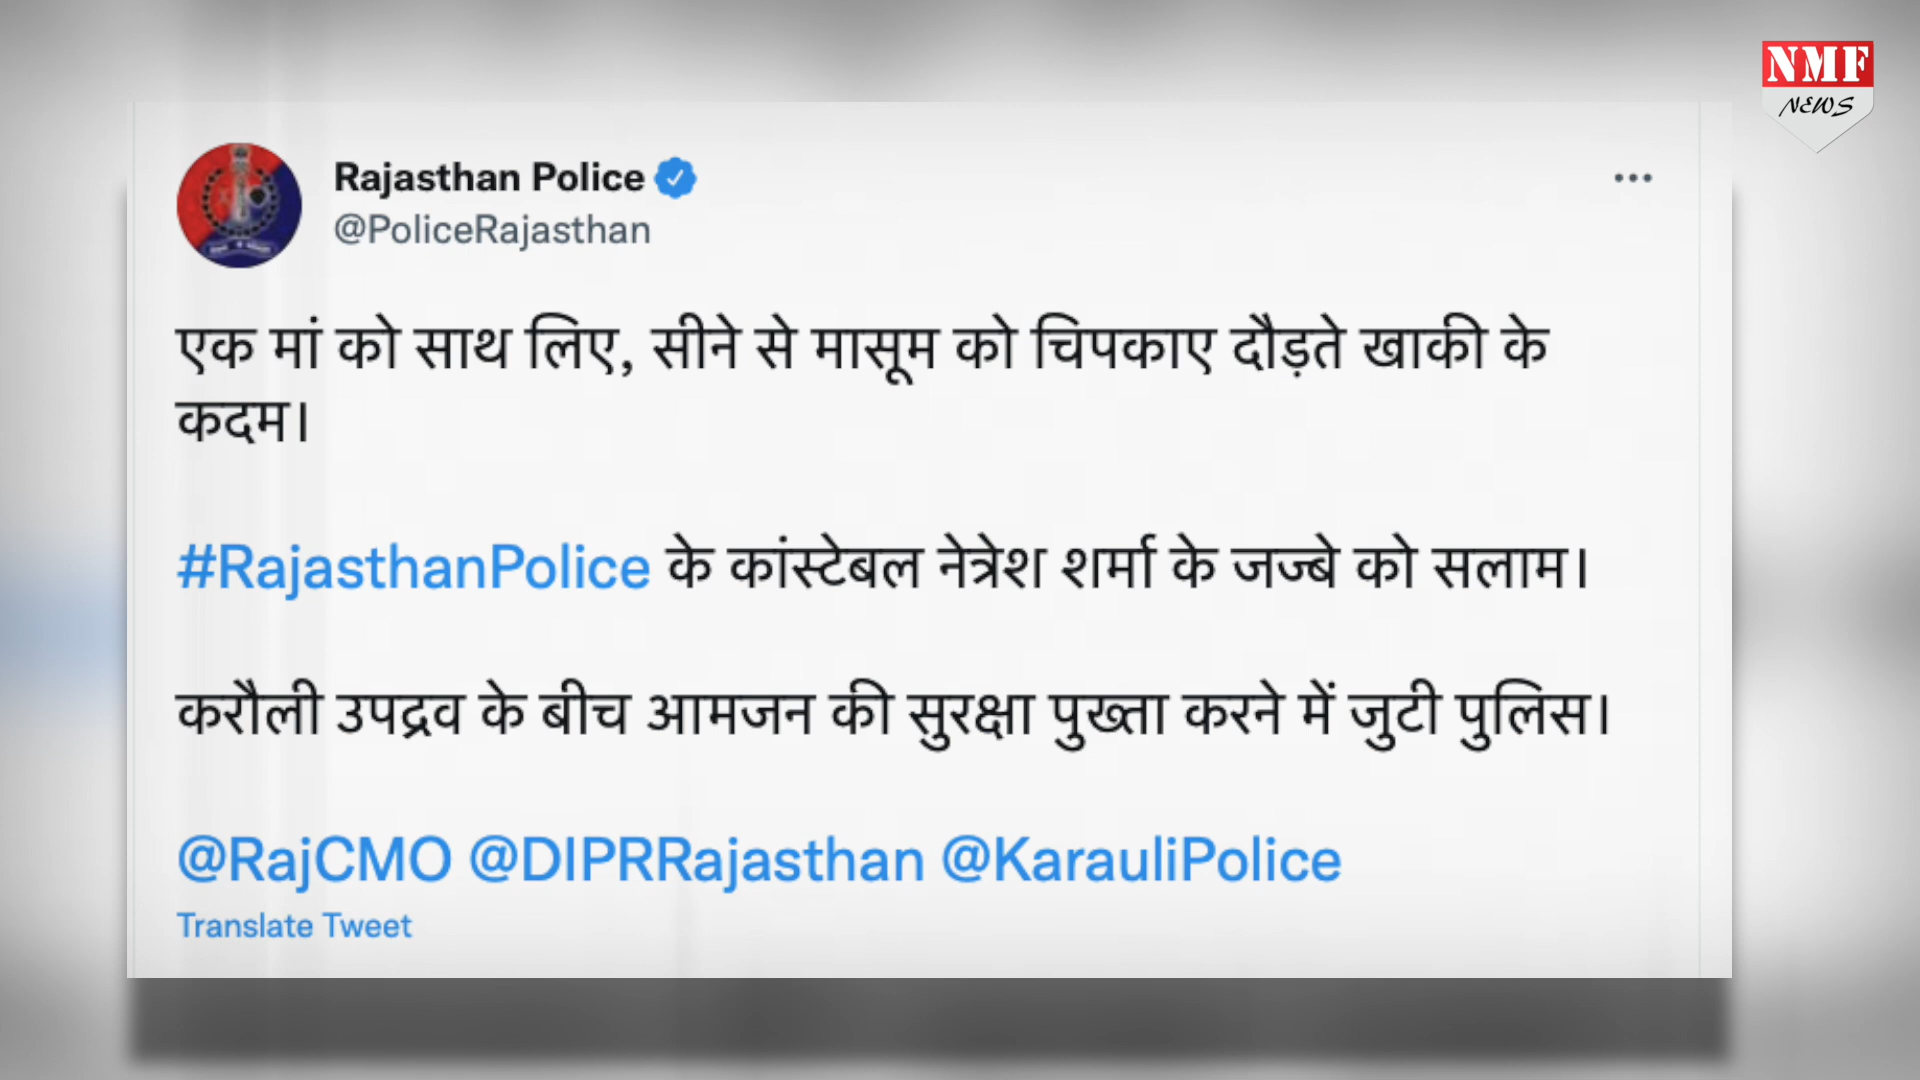 NMF
NEWS
Rajasthan Police
@PoliceRajasthan
एक मां को साथ लिए, सीने से मासूम को चिपकाए दौड़ते खाकी के
कदम।
#RajasthanPolice के कांस्टेबल नेत्रेश शर्मा के जज्बे को सलाम।
करौली उपद्रव के बीच आमजन की सुरक्षा पुख्ता करने में जुटी पुलिस।
@RajCMO @DIPRRajasthan @KarauliPolice
Translate Tweet